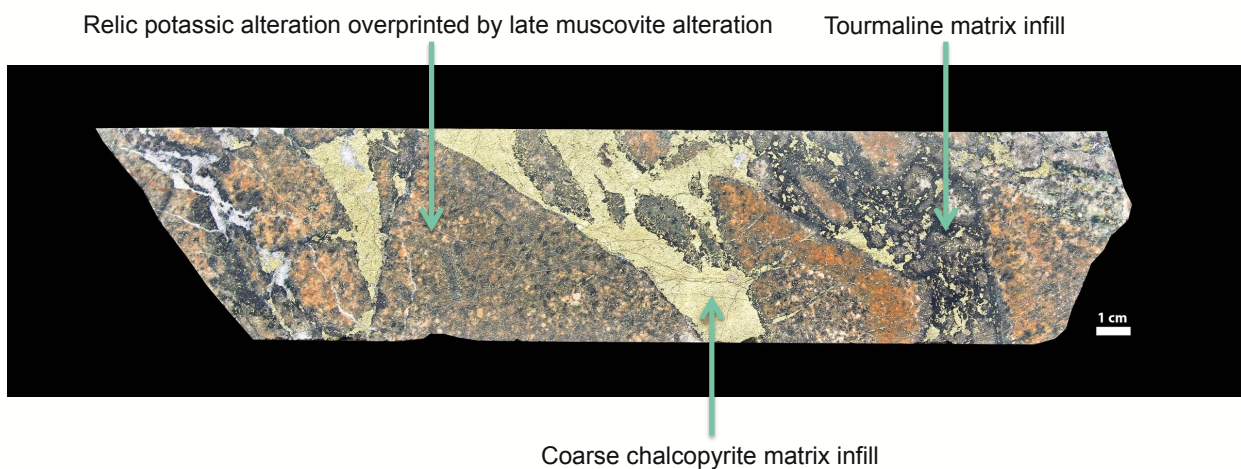 Relic potassic alteration overprinted by late muscovite alteration
Tourmaline matrix infill
1 cm
Coarse chalcopyrite matrix infill